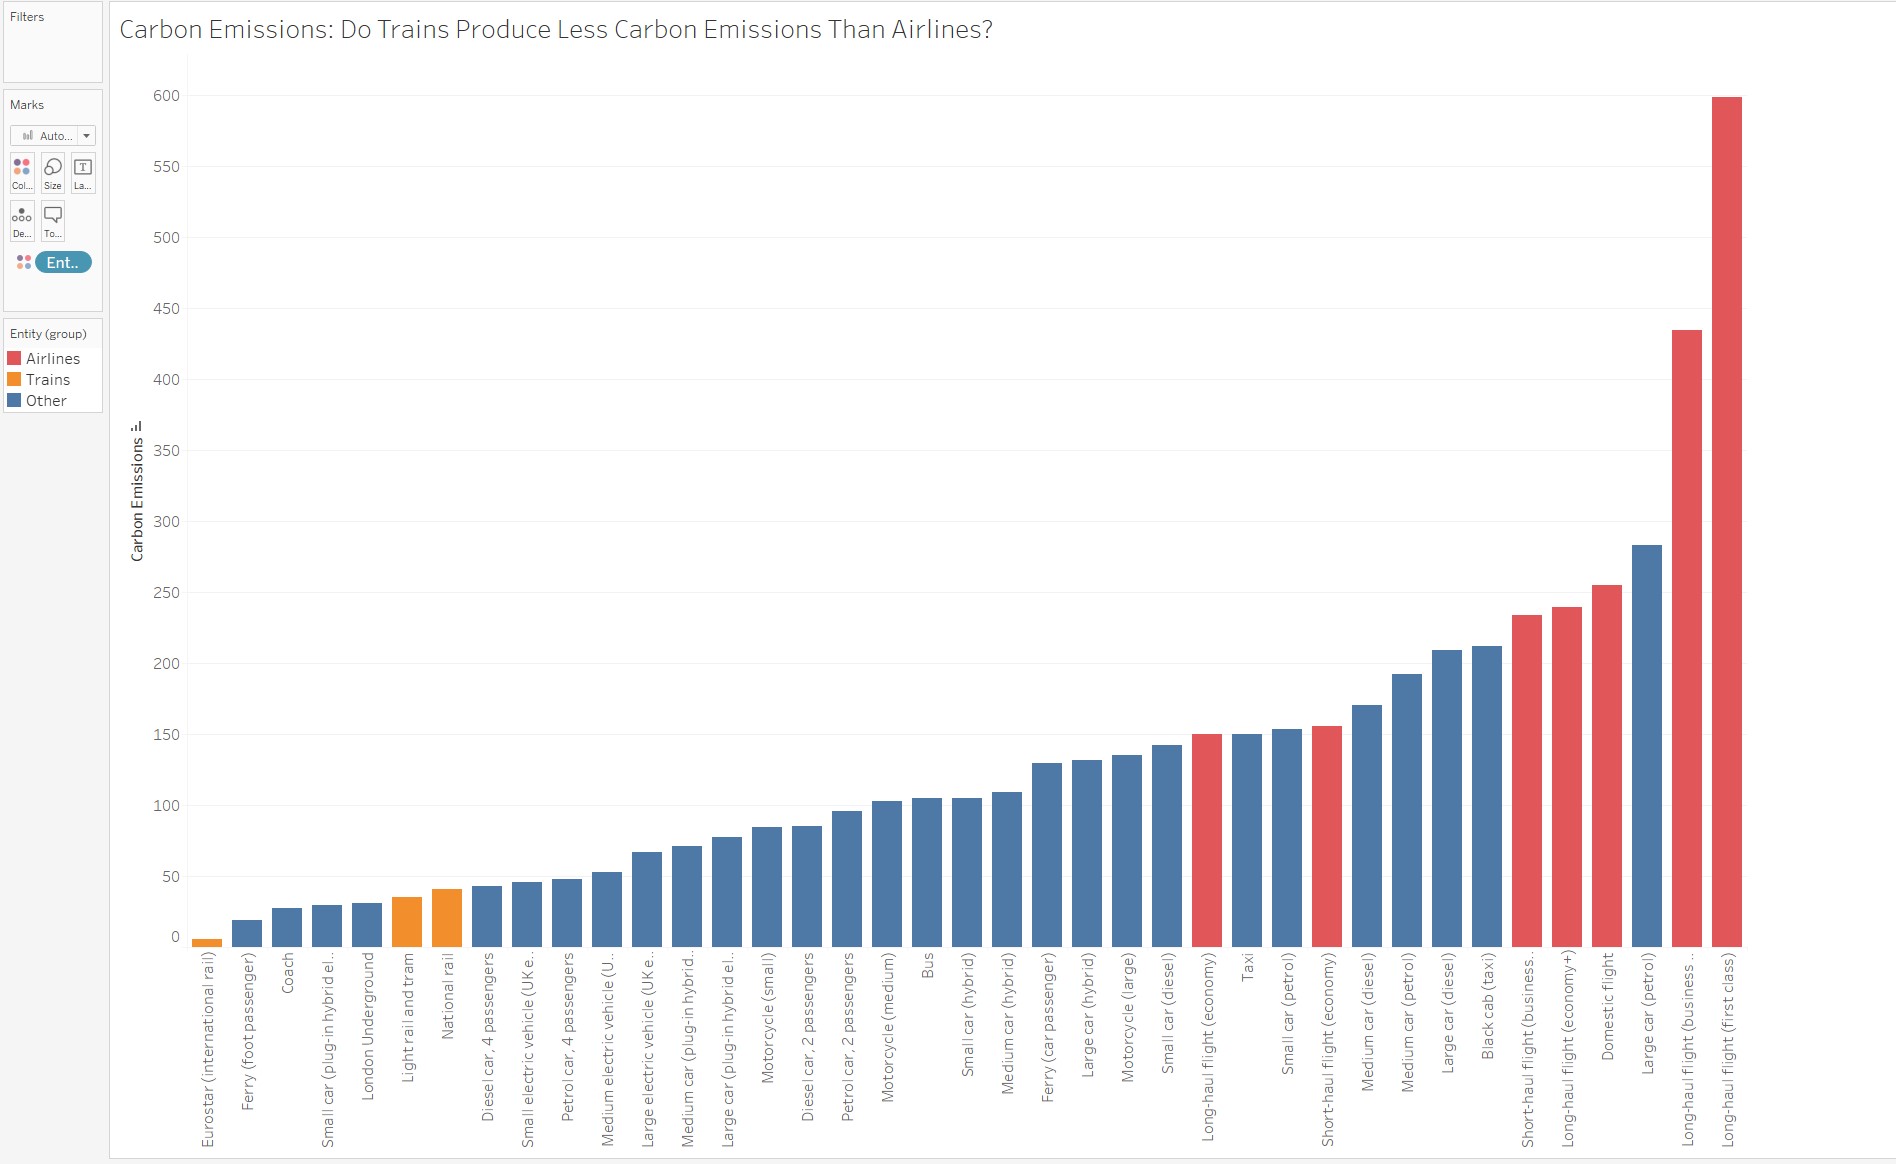 Filters
Carbon Emissions: Do Trains Produce Less Carbon Emissions Than Airlines?
Marks
Auto...
Col...
Size
La...
De...
To...
Ent..
Entity (group)
Airlines
Trains
Other
Carbon Emissions
600
550
500
450
400
350
300
250
200
150
100
50
0
Eurostar (international rail)
Ferry (foot passenger)
Coach
Small car (plug-in hybrid el..
London Underground
Light rail and tram
National rail
Diesel car, 4 passengers
Small electric vehicle (UK e..
Petrol car, 4 passengers
Medium electric vehicle (U..
Large electric vehicle (UK e..
Medium car (plug-in hybrid..
Large car (plug-in hybrid el..
Motorcycle (small)
Diesel car, 2 passengers
Petrol car, 2 passengers
Motorcycle (medium)
Bus
Small car (hybrid)
Medium car (hybrid)
Ferry (car passenger)
Large car (hybrid)
Motorcycle (large)
Small car (diesel)
Long-haul flight (economy)
Taxi
Small car (petrol)
Short-haul flight (economy)
Medium car (diesel)
Medium car (petrol)
Large car (diesel)
Black cab (taxi)
Short-haul flight (business..
Long-haul flight (economy+)
Domestic flight
Large car (petrol)
Long-haul flight (business ..
Long-haul flight (first class)